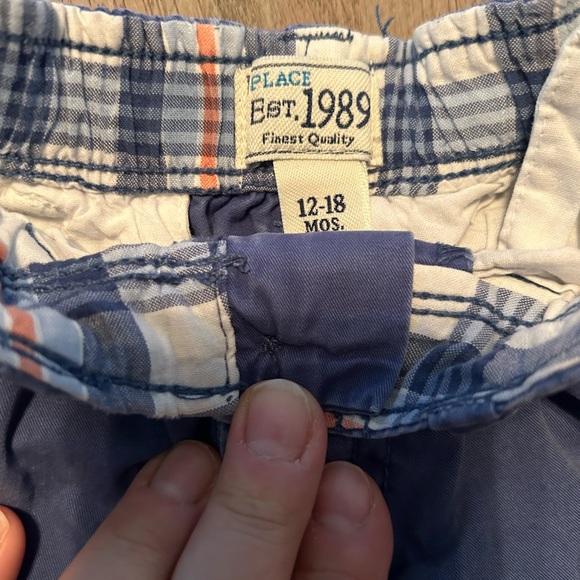 PLACE
EST. 1989
Finest Quality
12-18
MOS.